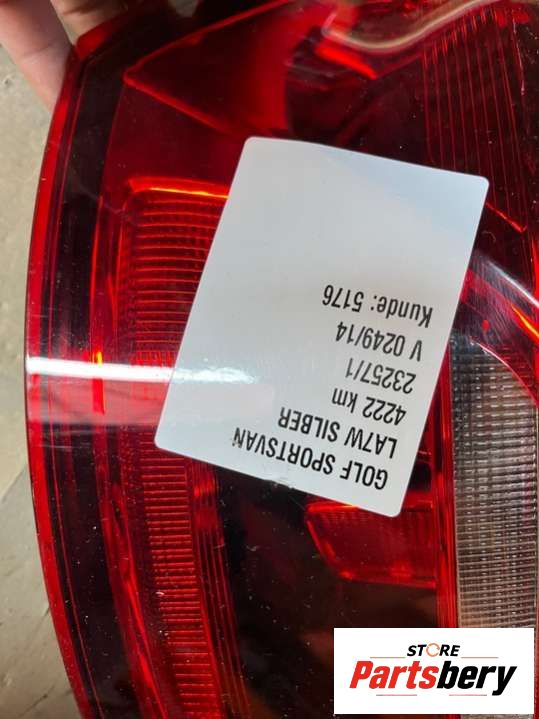 GOLF SPORTSVAN
LA7W SILBER
4222 km
23257/1
V 0249/14
Kunde: 5176
STORE
Partsbery